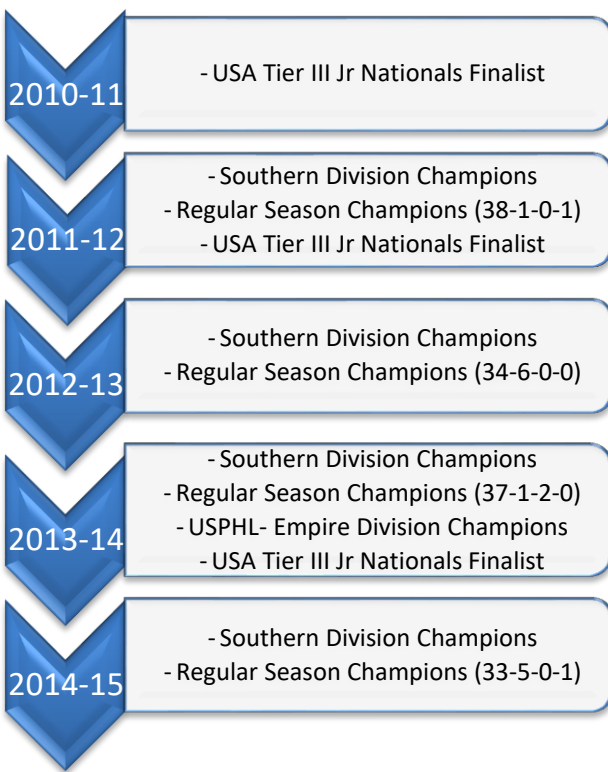 2010-11
- USA Tier III Jr Nationals Finalist
2011-12
- Southern Division Champions
- Regular Season Champions (38-1-0-1)
- USA Tier III Jr Nationals Finalist
2012-13
- Southern Division Champions
- Regular Season Champions (34-6-0-0)
2013-14
- Southern Division Champions
- Regular Season Champions (37-1-2-0)
- USPHL- Empire Division Champions
- USA Tier III Jr Nationals Finalist
2014-15
- Southern Division Champions
- Regular Season Champions (33-5-0-1)